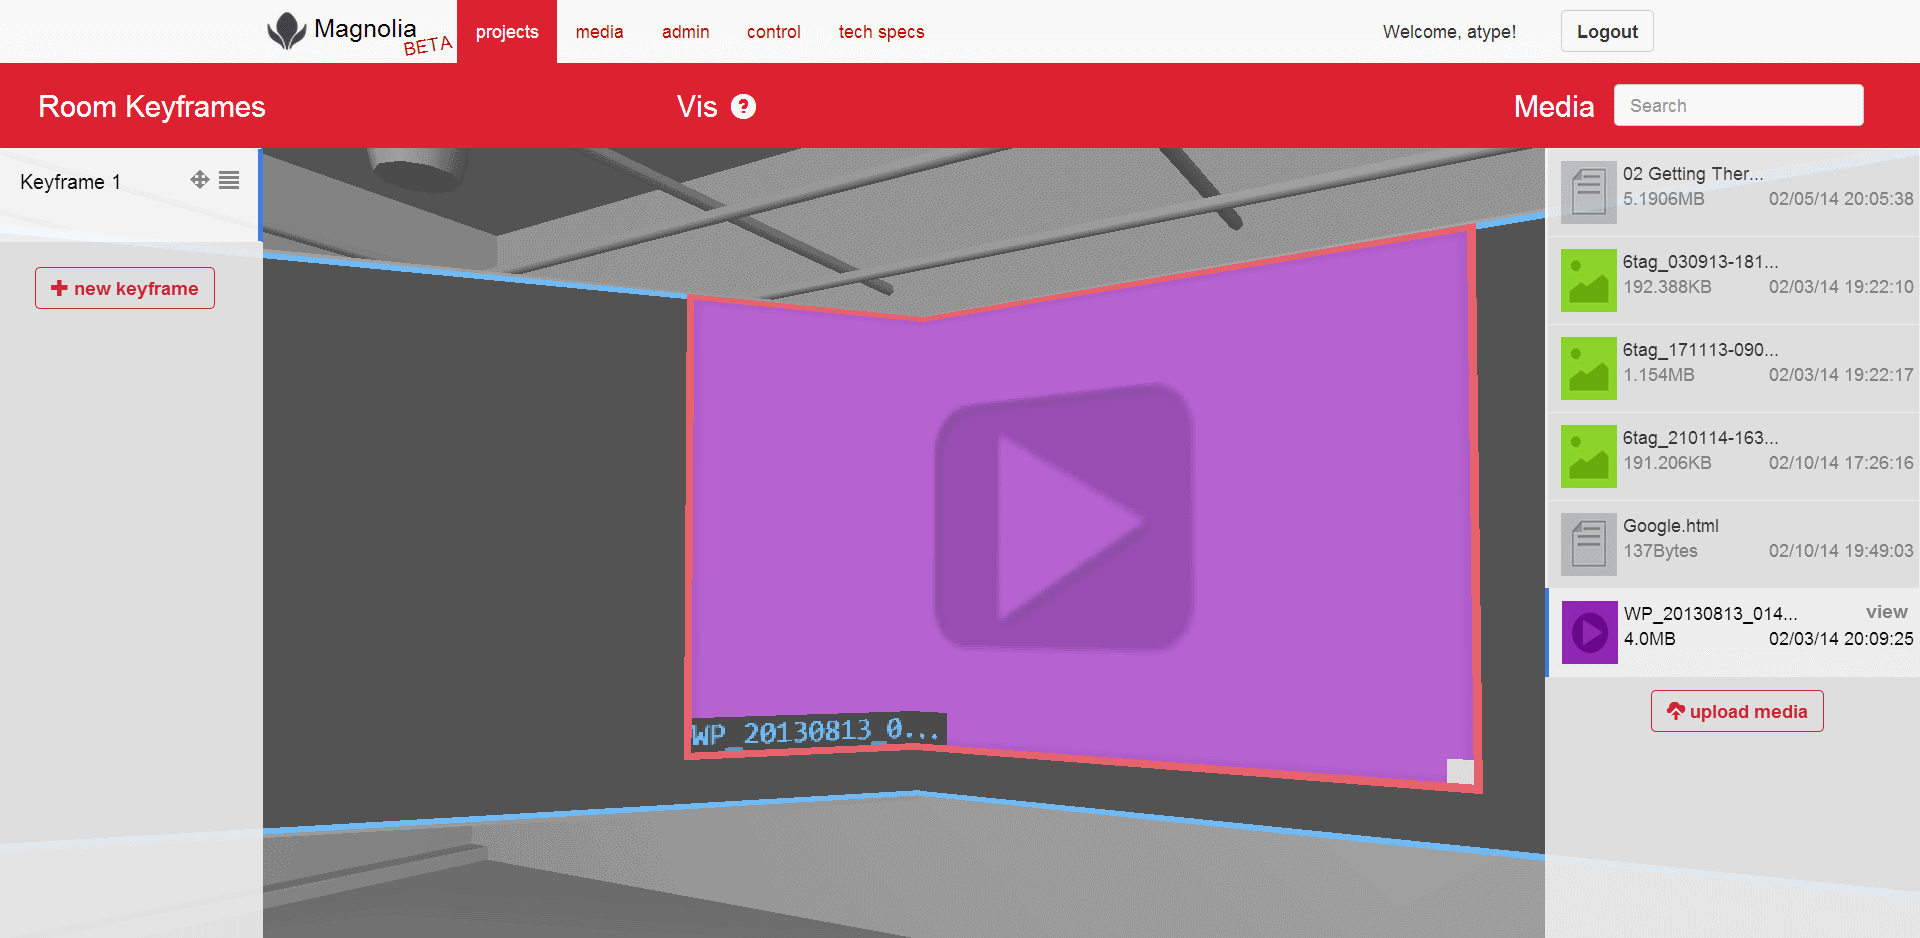 Magnolia BETA projects media admin control tech specs Welcome, atype! Logout
Room Keyframes Vis ? Media Search
Keyframe 1
new keyframe
02 Getting Ther...
5.1906MB 02/05/14 20:05:38
6tag_030913-181...
192.388KB 02/03/14 19:22:10
6tag_171113-090...
1.154MB 02/03/14 19:22:17
6tag_210114-163...
191.206KB 02/10/14 17:26:16
Google.html
137Bytes 02/10/14 19:49:03
WP_20130813_014... view
4.0MB 02/03/14 20:09:25
upload media
WP_20130813_0...